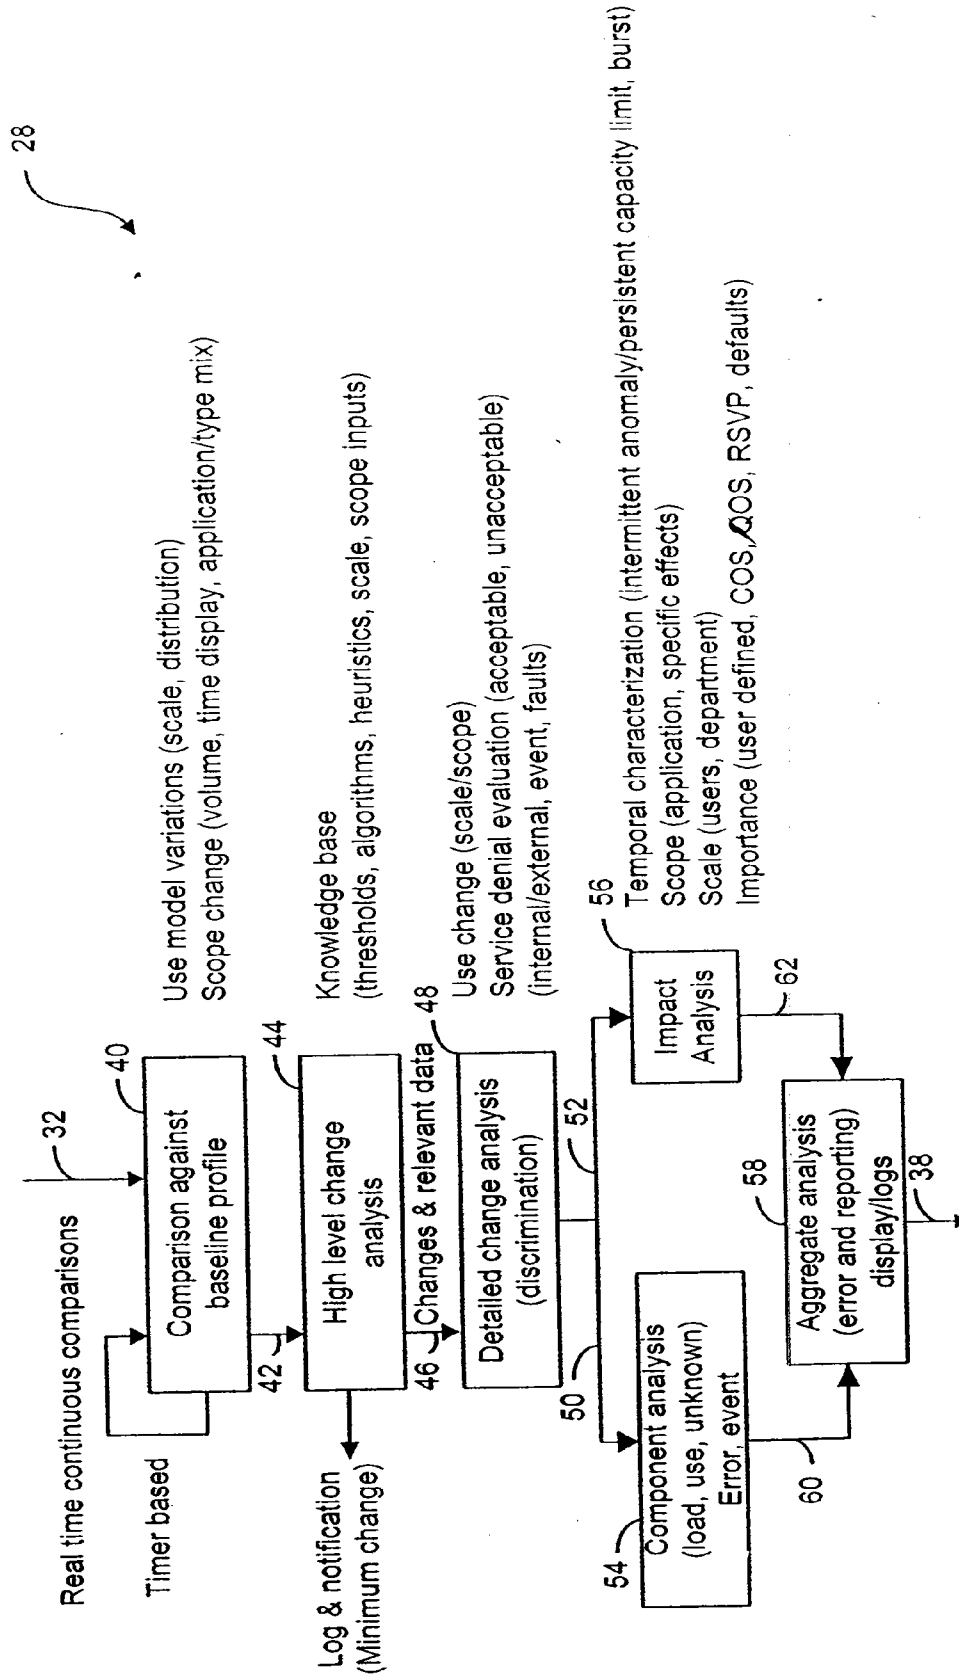 28
Real time continuous comparisons
32
Timer based
40
Comparison against
baseline profile
Use model variations (scale, distribution)
Scope change (volume, time display, application/type mix)
42
44
High level change
analysis
Knowledge base
(thresholds, algorithms, heuristics, scale, scope inputs)
Log & notification
(Minimum change)
46
Changes & relevant data
48
Detailed change analysis
(discrimination)
Use change (scale/scope)
Service denial evaluation (acceptable, unacceptable)
(internal/external, event, faults)
50
52
54
Component analysis
(load, use, unknown)
Error, event
56
Impact
Analysis
Temporal characterization (intermittent anomaly/persistent capacity limit, burst)
Scope (application, specific effects)
Scale (users, department)
Importance (user defined, COS, QOS, RSVP, defaults)
60
62
58
Aggregate analysis
(error and reporting)
display/logs
38